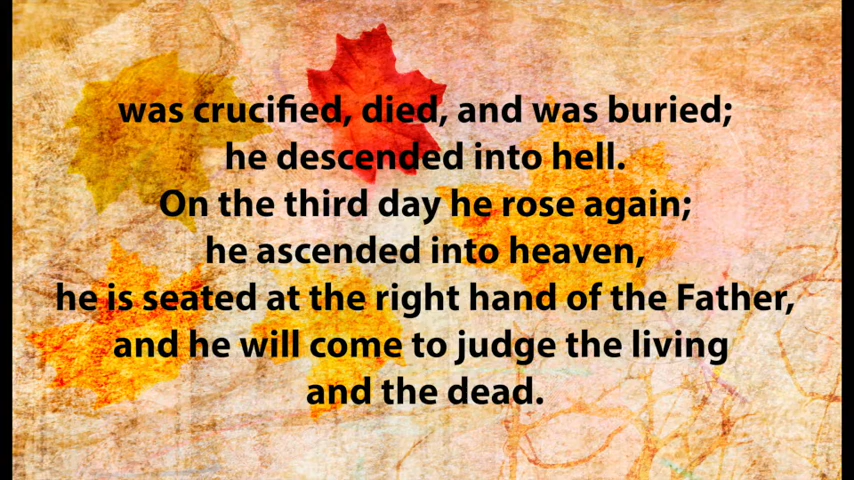 was crucified, died, and was buried;
he descended into hell.
On the third day he rose again;
he ascended into heaven,
he is seated at the right hand of the Father,
and he will come to judge the living
and the dead.